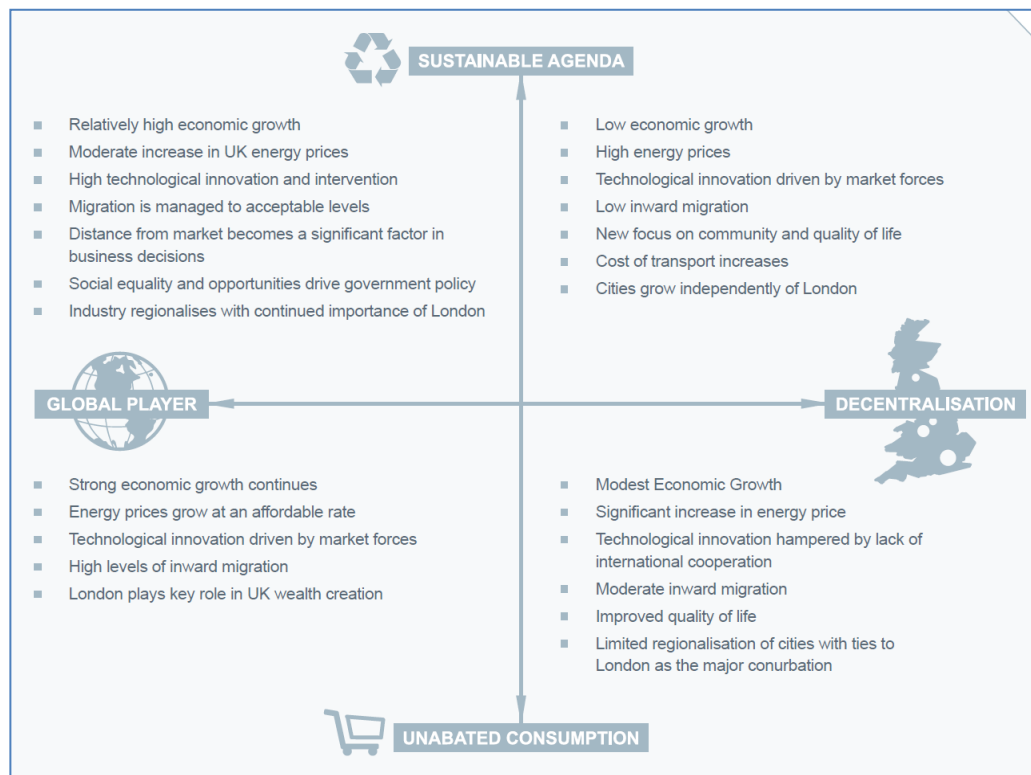 SUSTAINABLE AGENDA
Relatively high economic growth
Moderate increase in UK energy prices
High technological innovation and intervention
Migration is managed to acceptable levels
Distance from market becomes a significant factor in
business decisions
Social equality and opportunities drive government policy
Industry regionalises with continued importance of London
Low economic growth
High energy prices
Technological innovation driven by market forces
Low inward migration
New focus on community and quality of life
Cost of transport increases
Cities grow independently of London
GLOBAL PLAYER
DECENTRALISATION
Strong economic growth continues
Energy prices grow at an affordable rate
Technological innovation driven by market forces
High levels of inward migration
London plays key role in UK wealth creation
Modest Economic Growth
Significant increase in energy price
Technological innovation hampered by lack of
international cooperation
Moderate inward migration
Improved quality of life
Limited regionalisation of cities with ties to
London as the major conurbation
UNABATED CONSUMPTION